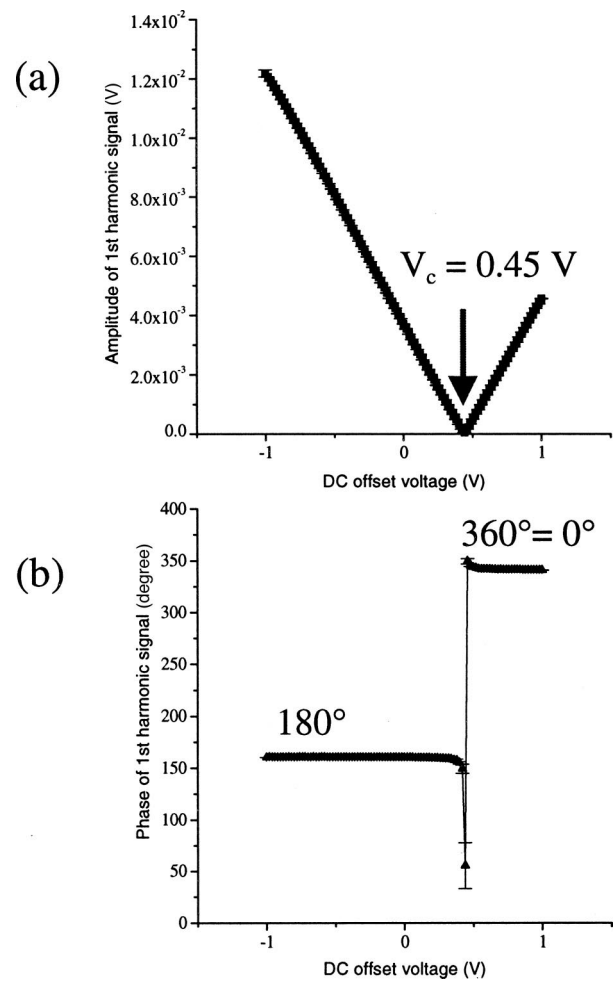 (a)
Amplitude of 1st harmonic signal (V)
1.4x10⁻²
1.2x10⁻²
1.0x10⁻²
8.0x10⁻³
6.0x10⁻³
4.0x10⁻³
2.0x10⁻³
0.0
V_c = 0.45 V
-1
0
1
DC offset voltage (V)
(b)
Phase of 1st harmonic signal (degree)
400
350
300
250
200
150
100
50
0
360°= 0°
180°
-1
0
1
DC offset voltage (V)